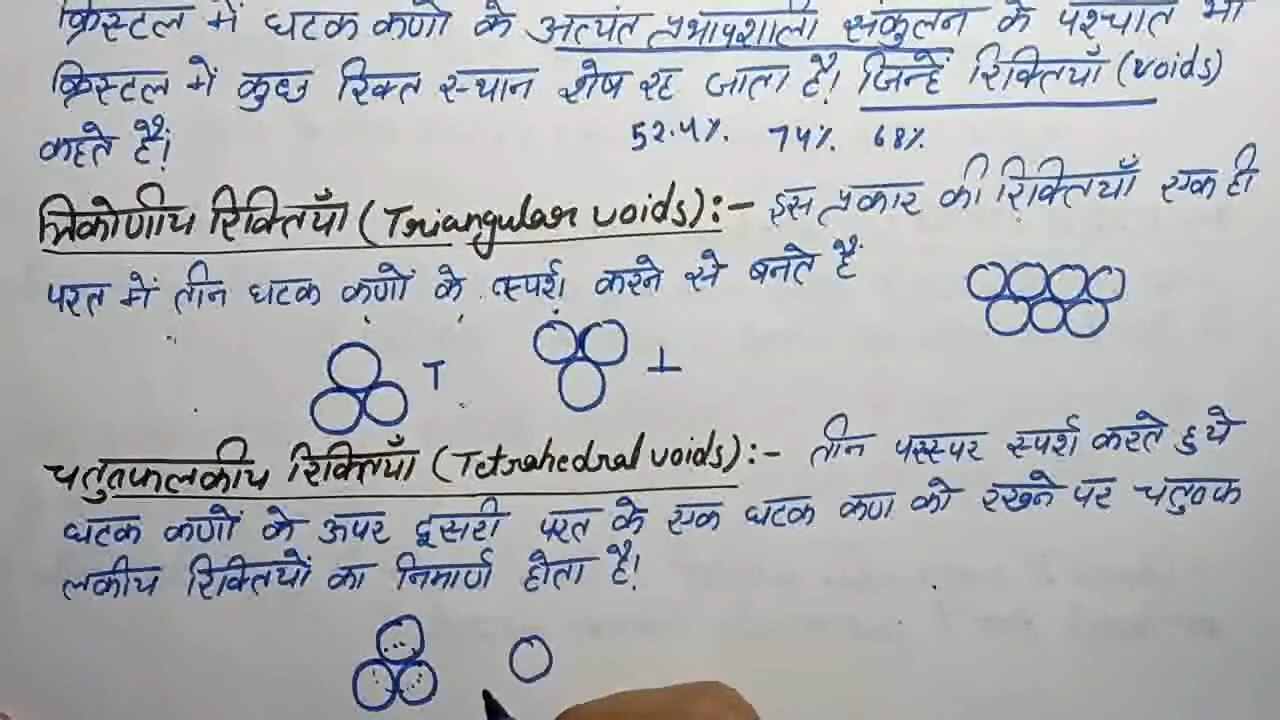 क्रिस्टल में घटक कणों के अत्यंत प्रभावशाली संकुलन के पश्चात भी
क्रिस्टल में कुछ रिक्त स्थान शेष रह जाता है! जिन्हें रिक्तियाँ (voids)
कहते हैं!
52.4%. 74%. 68%.
त्रिकोणीय रिक्तियाँ (Triangular voids):- इस प्रकार की रिक्तियाँ एक ही
परत में तीन घटक कणों के स्पर्श करने से बनते हैं
T
⊥
चतुतफलकीय रिक्तियाँ (Tetrahedral voids):- तीन परस्पर स्पर्श करते हुये
घटक कणों के ऊपर दूसरी परत के एक घटक कण को रखने पर चतुष्फ
लकीय रिक्तियों का निमार्ण होता है!